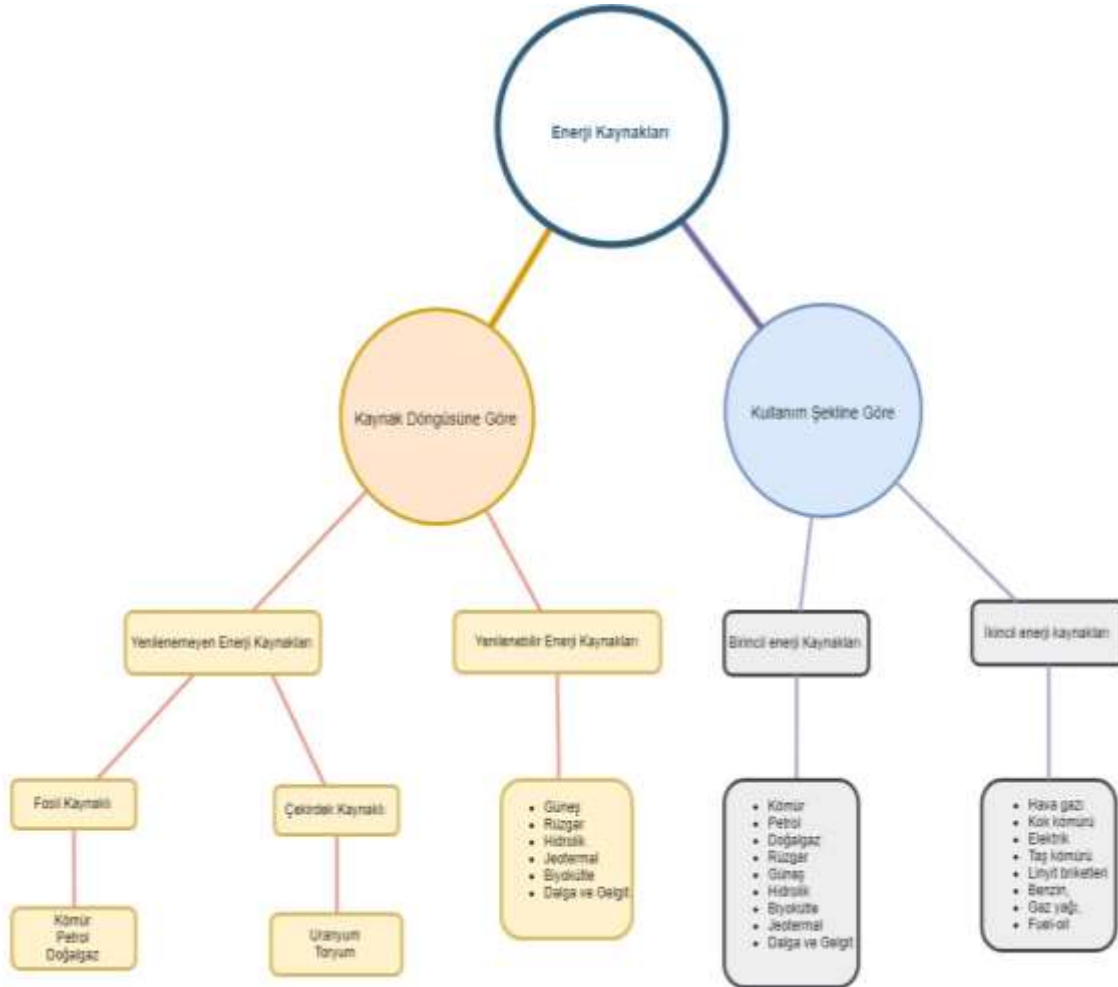 Enerji Kaynakları
Kaynak Döngüsüne Göre
Kullanım Şekline Göre
Yenilenemeyen Enerji Kaynakları
Yenilenebilir Enerji Kaynakları
Birincil enerji Kaynakları
İkincil enerji kaynakları
Fosil Kaynaklı
Çekirdek Kaynaklı
Kömür
Petrol
Doğalgaz
Uranyum
Toryum
• Güneş
• Rüzgar
• Hidrolik
• Jeotermal
• Biyokütle
• Dalga ve Gelgit
• Kömür
• Petrol
• Doğalgaz
• Rüzgar
• Güneş
• Hidrolik
• Biyokütle
• Jeotermal
• Dalga ve Gelgit
• Hava gazı
• Kok kömürü
• Elektrik
• Taş kömürü
• Linyit briketleri
• Benzin,
• Gaz yağı,
• Fuel-oil